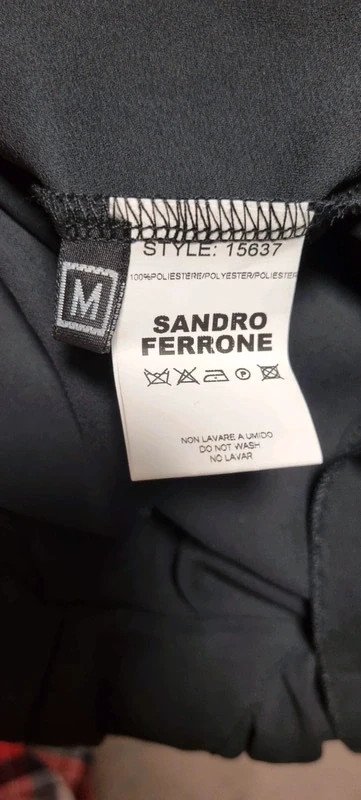 M
STYLE: 15637
100%POLIESTERE/POLYESTER/POLIESTER
SANDRO
FERRONE
P
NON LAVARE A UMIDO
DO NOT WASH
NO LAVAR